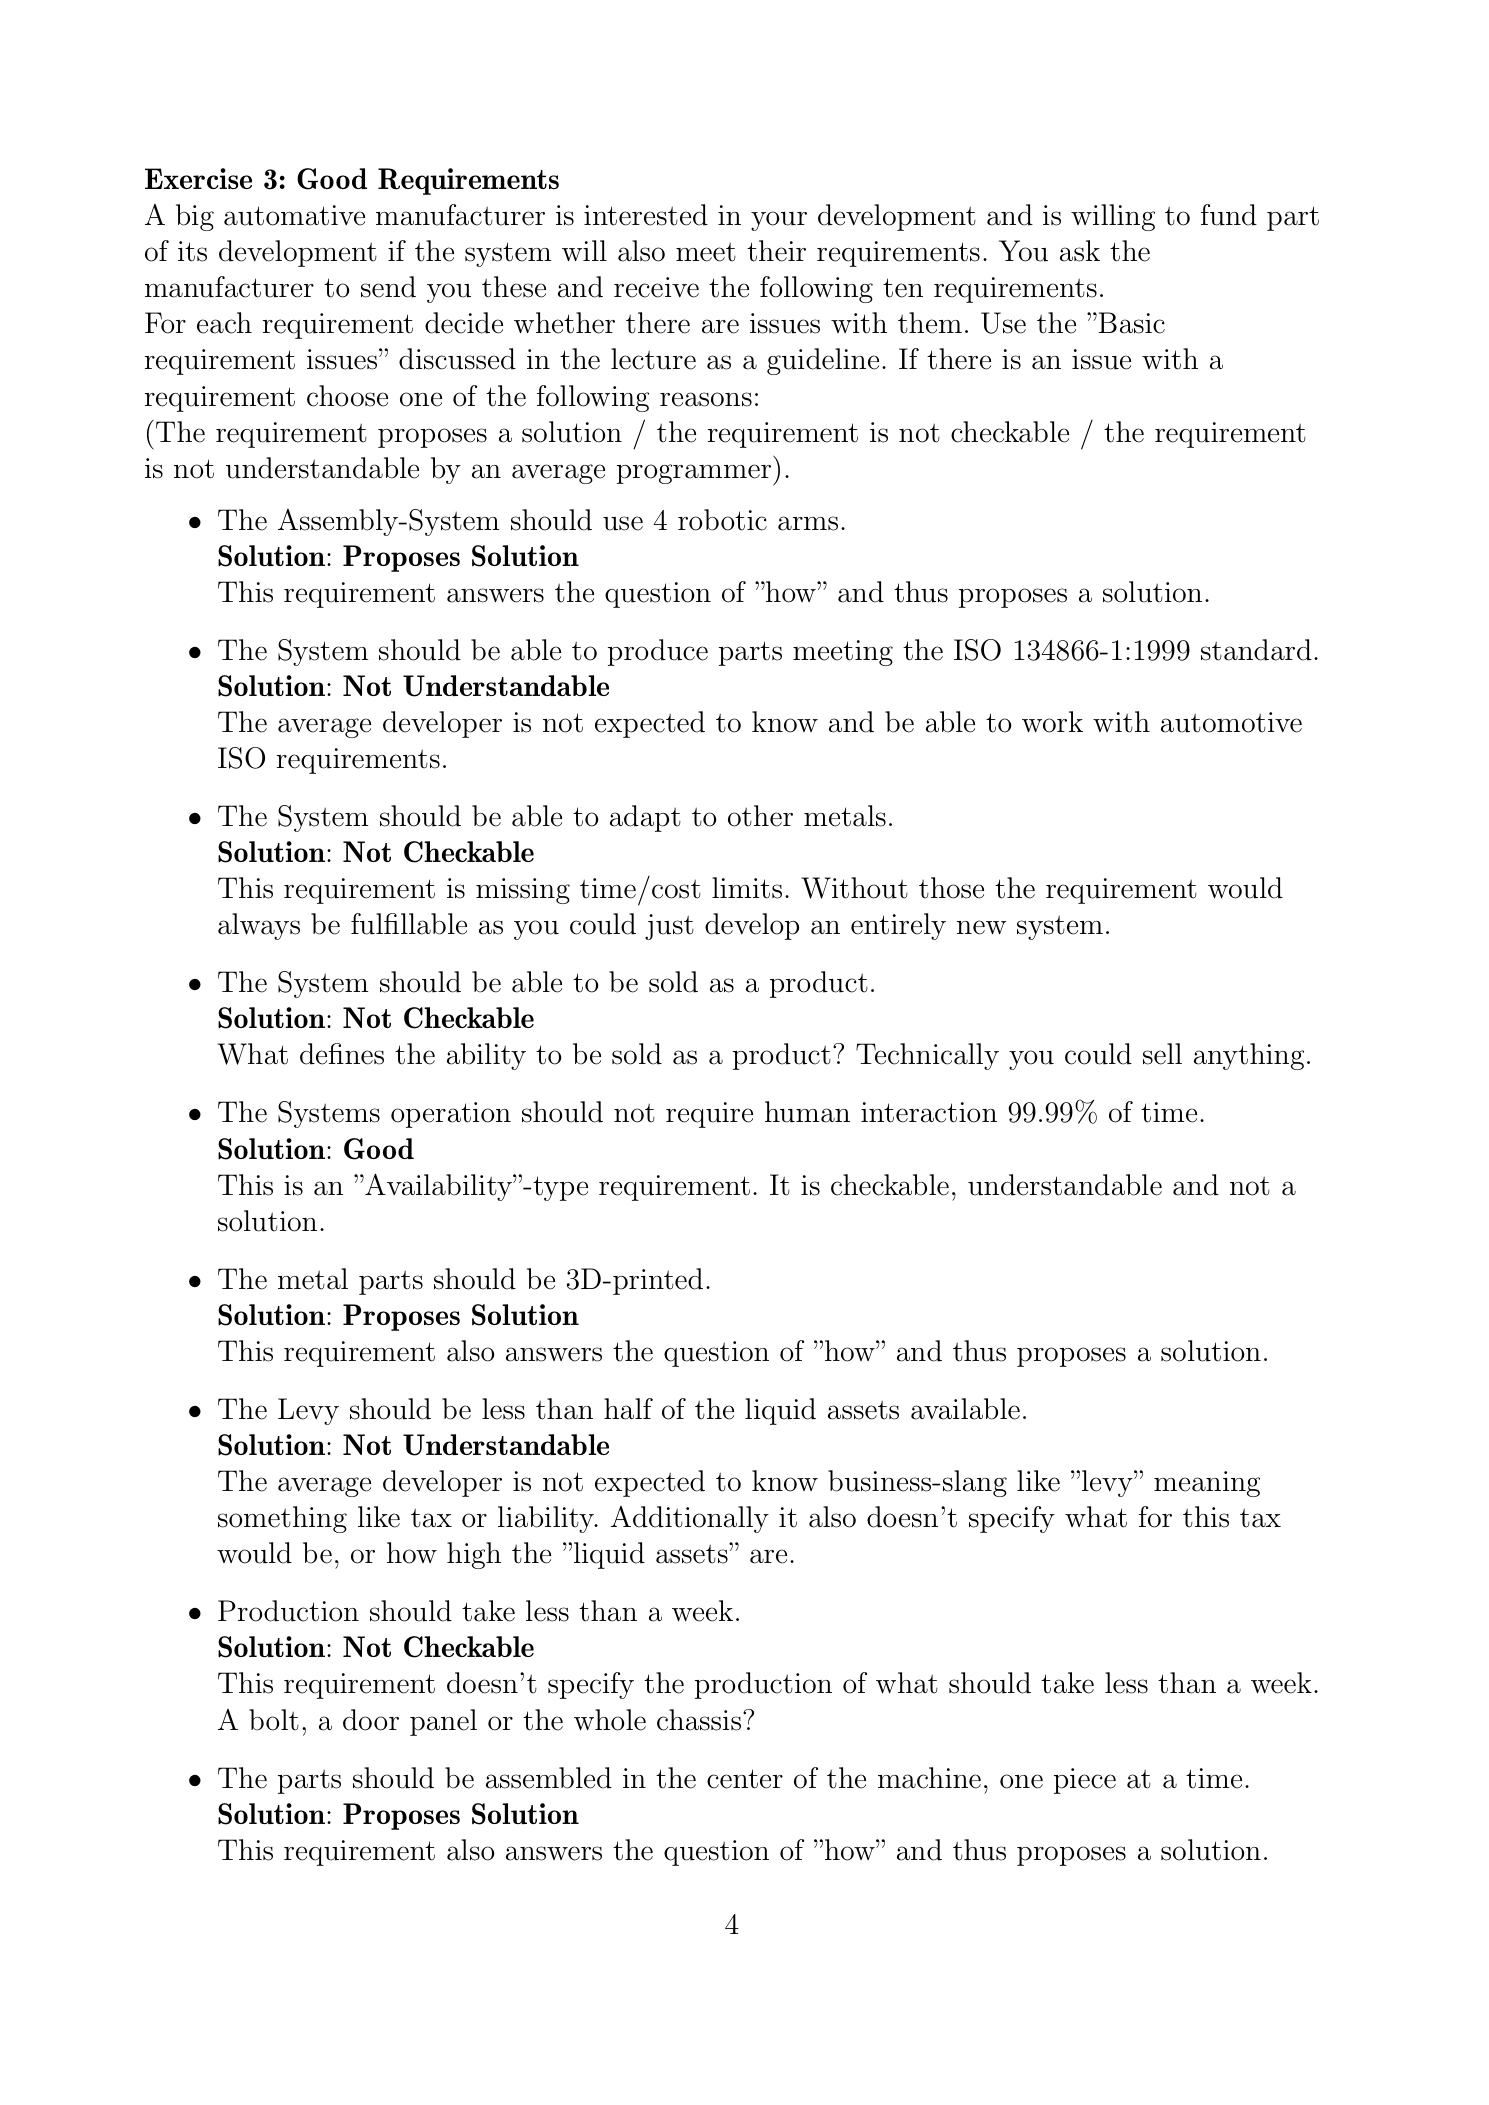 Exercise 3: Good Requirements
A big automative manufacturer is interested in your development and is willing to fund part
of its development if the system will also meet their requirements. You ask the
manufacturer to send you these and receive the following ten requirements.
For each requirement decide whether there are issues with them. Use the ”Basic
requirement issues” discussed in the lecture as a guideline. If there is an issue with a
requirement choose one of the following reasons:
(The requirement proposes a solution / the requirement is not checkable / the requirement
is not understandable by an average programmer).
• The Assembly-System should use 4 robotic arms.
Solution: Proposes Solution
This requirement answers the question of ”how” and thus proposes a solution.
• The System should be able to produce parts meeting the ISO 134866-1:1999 standard.
Solution: Not Understandable
The average developer is not expected to know and be able to work with automotive
ISO requirements.
• The System should be able to adapt to other metals.
Solution: Not Checkable
This requirement is missing time/cost limits. Without those the requirement would
always be fulfillable as you could just develop an entirely new system.
• The System should be able to be sold as a product.
Solution: Not Checkable
What defines the ability to be sold as a product? Technically you could sell anything.
• The Systems operation should not require human interaction 99.99% of time.
Solution: Good
This is an ”Availability”-type requirement. It is checkable, understandable and not a
solution.
• The metal parts should be 3D-printed.
Solution: Proposes Solution
This requirement also answers the question of ”how” and thus proposes a solution.
• The Levy should be less than half of the liquid assets available.
Solution: Not Understandable
The average developer is not expected to know business-slang like ”levy” meaning
something like tax or liability. Additionally it also doesn’t specify what for this tax
would be, or how high the ”liquid assets” are.
• Production should take less than a week.
Solution: Not Checkable
This requirement doesn’t specify the production of what should take less than a week.
A bolt, a door panel or the whole chassis?
• The parts should be assembled in the center of the machine, one piece at a time.
Solution: Proposes Solution
This requirement also answers the question of ”how” and thus proposes a solution.
4